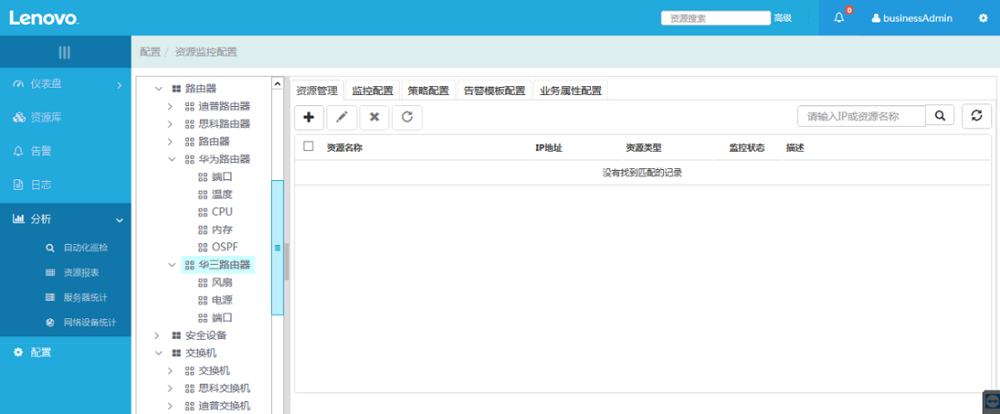 Lenovo.
资源搜索 高级 0 businessAdmin
配置 / 资源监控配置
仪表盘
资源库
告警
日志
分析
自动化巡检
资源报表
服务器统计
网络设备统计
配置
路由器
迪普路由器
思科路由器
路由器
华为路由器
端口
温度
CPU
内存
OSPF
华三路由器
风扇
电源
端口
安全设备
交换机
交换机
思科交换机
迪普交换机
资源管理 监控配置 策略配置 告警模板配置 业务属性配置
请输入IP或资源名称
资源名称 IP地址 资源类型 监控状态 描述
没有找到匹配的记录